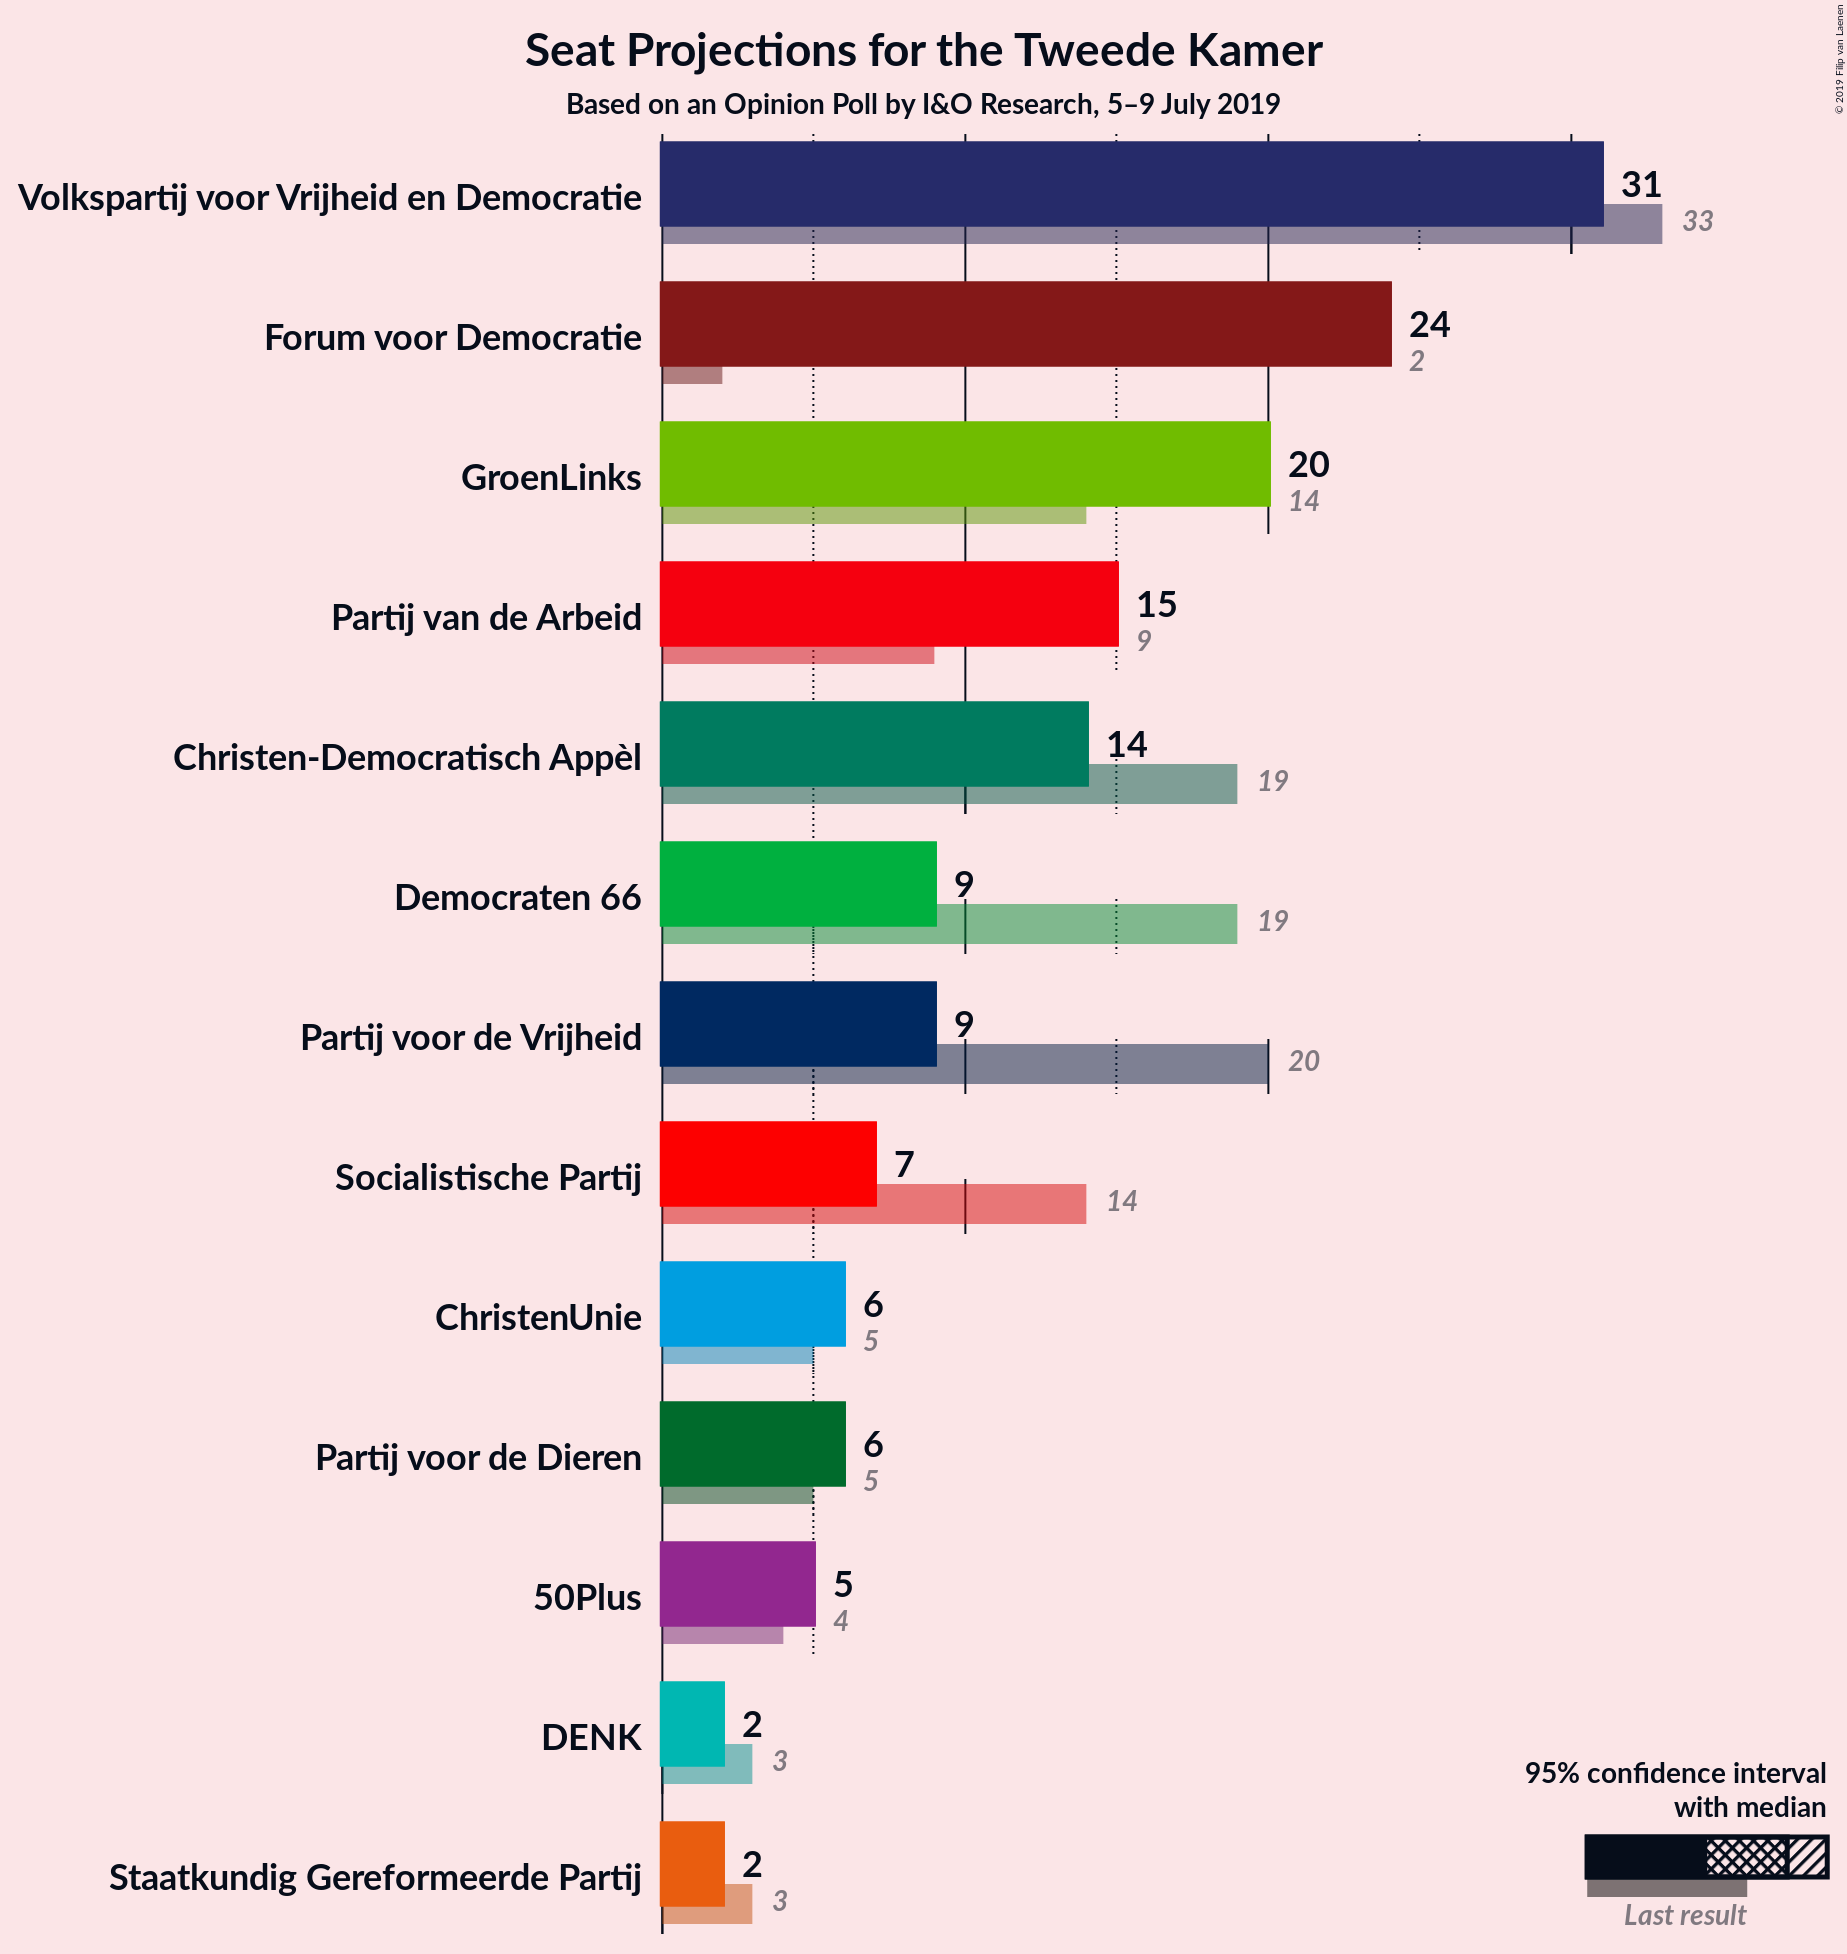 Seat Projections for the Tweede Kamer
Based on an Opinion Poll by I&O Research, 5–9 July 2019
© 2019 Filip van Laenen
Volkspartij voor Vrijheid en Democratie
31
33
Forum voor Democratie
24
2
GroenLinks
20
14
Partij van de Arbeid
15
9
Christen-Democratisch Appèl
14
19
Democraten 66
9
19
Partij voor de Vrijheid
9
20
Socialistische Partij
7
14
ChristenUnie
6
5
Partij voor de Dieren
6
5
50Plus
5
4
DENK
2
3
Staatkundig Gereformeerde Partij
2
3
95% confidence interval
with median
Last result